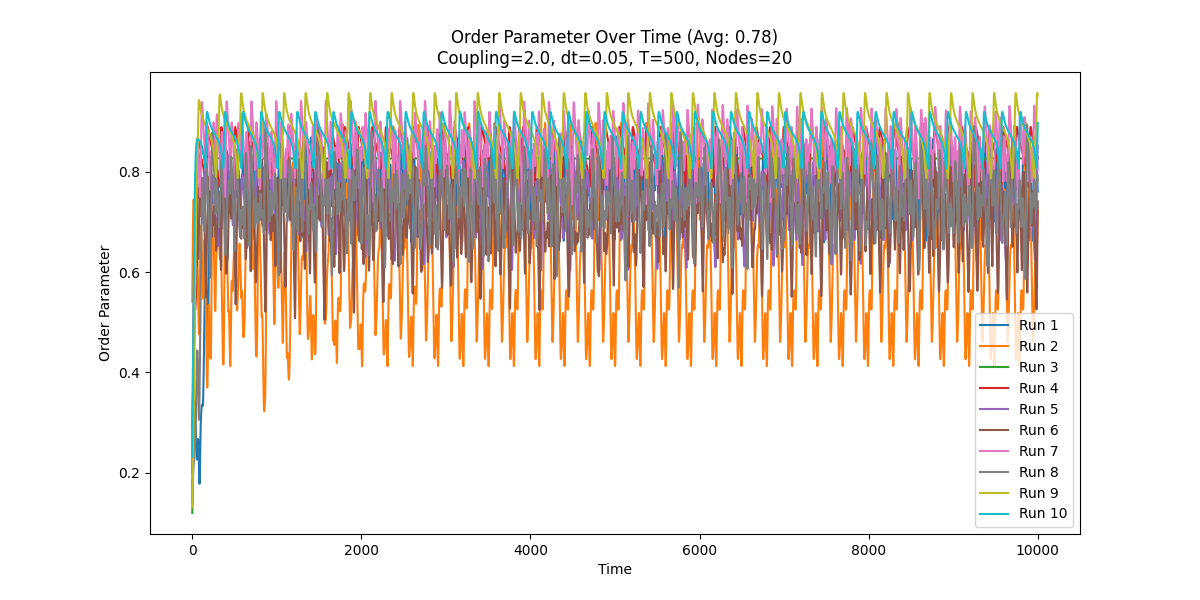 Order Parameter Over Time (Avg: 0.78)
Coupling=2.0, dt=0.05, T=500, Nodes=20
Order Parameter
0.8
0.6
0.4
0.2
0
2000
4000
6000
8000
10000
Time
Run 1
Run 2
Run 3
Run 4
Run 5
Run 6
Run 7
Run 8
Run 9
Run 10